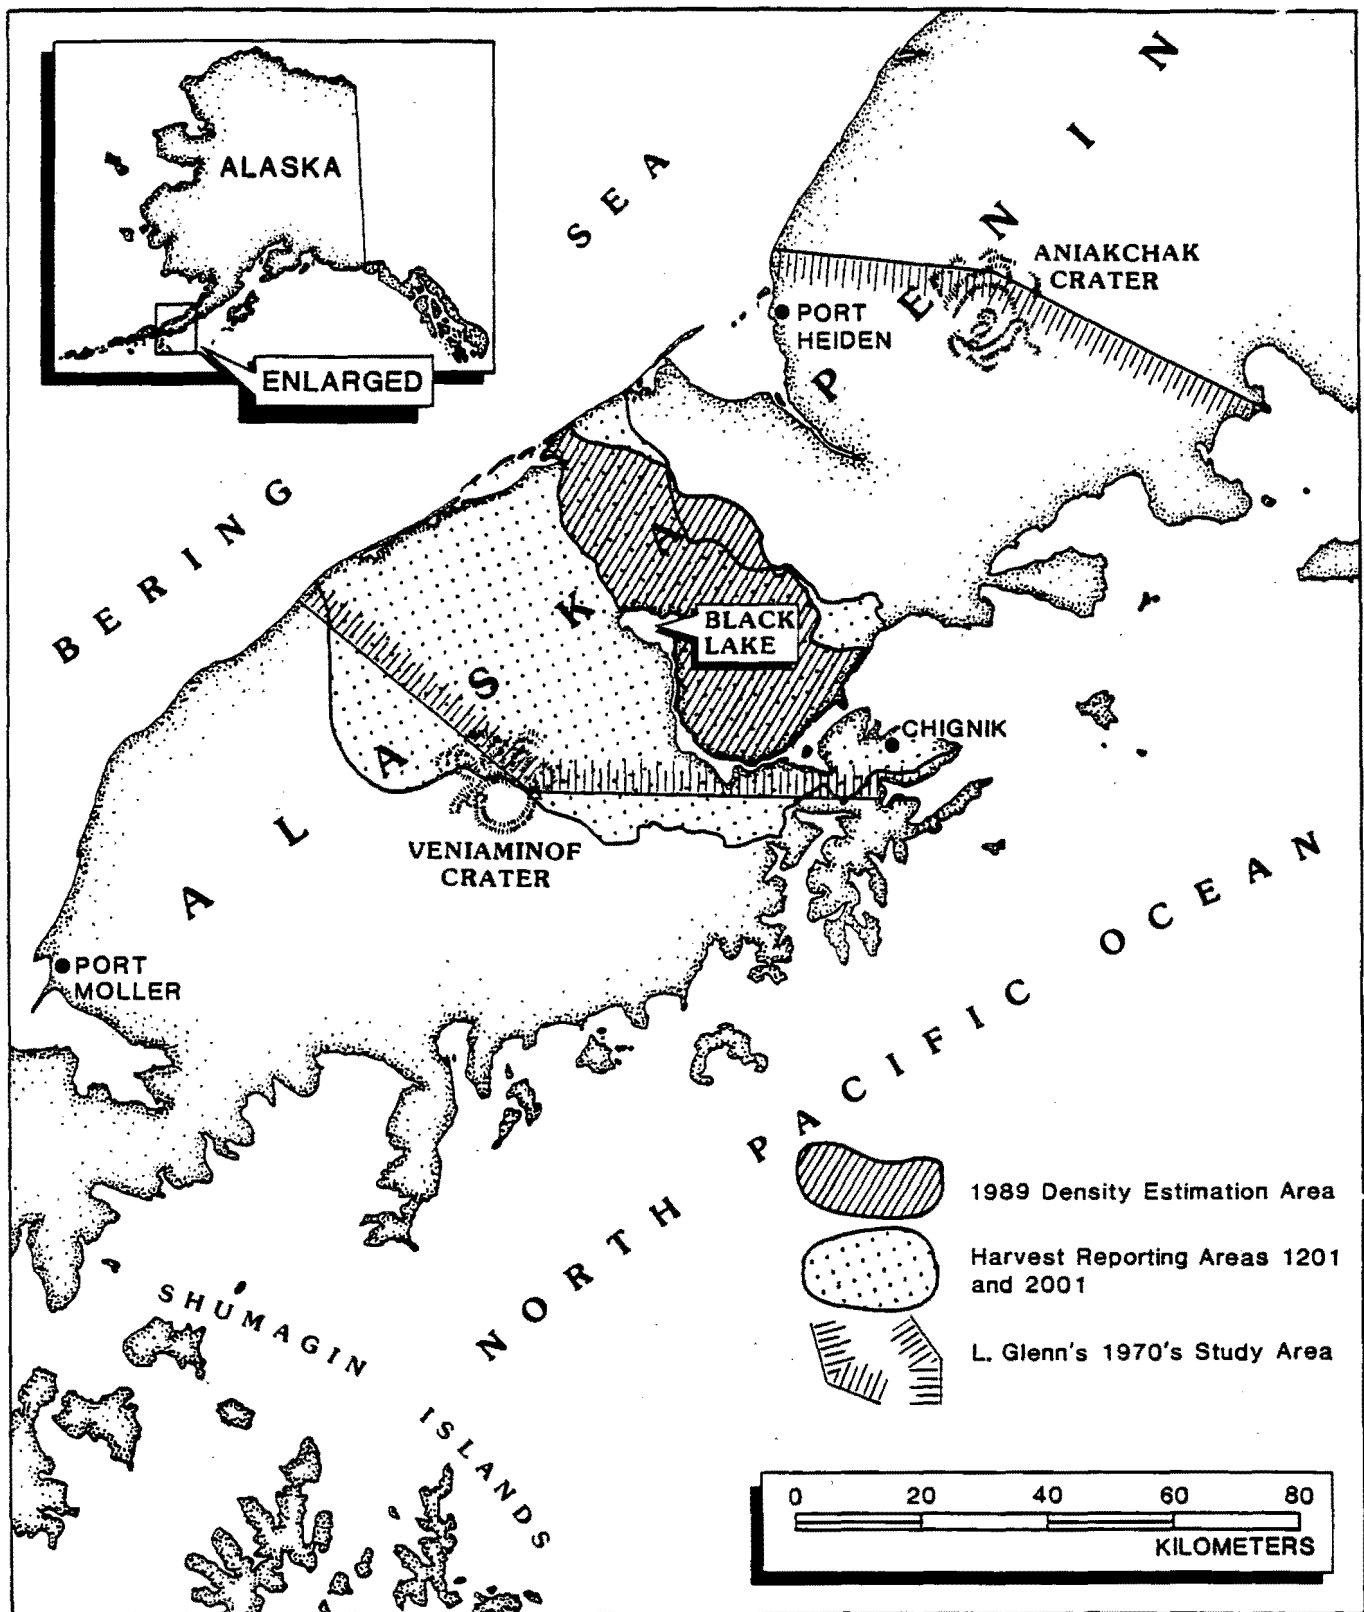 ALASKA
ENLARGED
BERING SEA
ALASKA PENIN
ANIAKCHAK
CRATER
PORT
HEIDEN
BLACK
LAKE
CHIGNIK
VENIAMINOF
CRATER
PORT
MOLLER
NORTH PACIFIC OCEAN
SHUMAGIN
ISLANDS
1989 Density Estimation Area
Harvest Reporting Areas 1201
and 2001
L. Glenn's 1970's Study Area
0 20 40 60 80
KILOMETERS